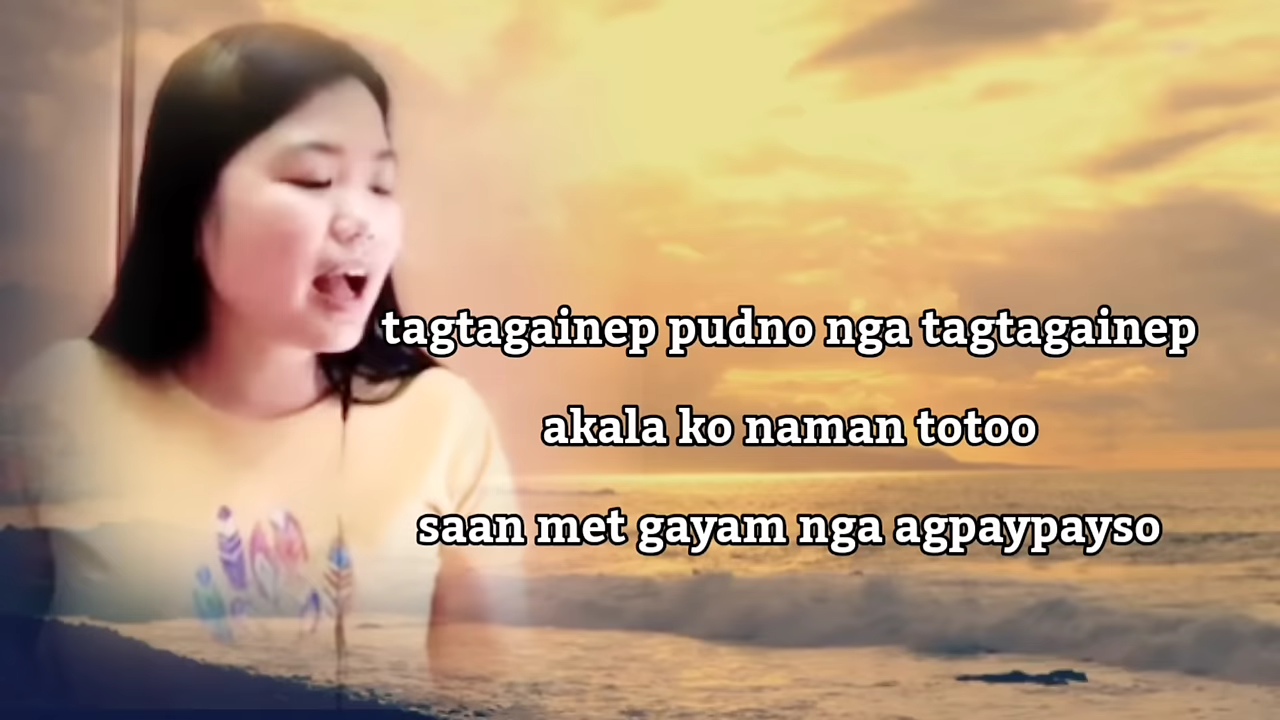 tagtagainep pudno nga tagtagainep
akala ko naman totoo
saan met gayam nga agpaypayso